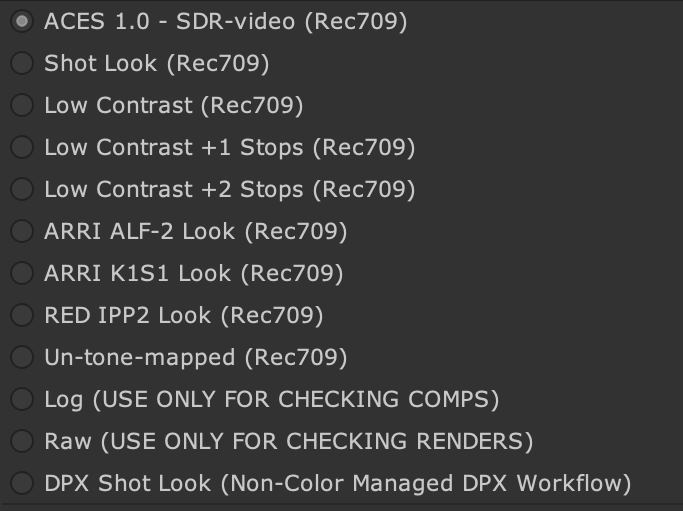 ACES 1.0 - SDR-video (Rec709)
Shot Look (Rec709)
Low Contrast (Rec709)
Low Contrast +1 Stops (Rec709)
Low Contrast +2 Stops (Rec709)
ARRI ALF-2 Look (Rec709)
ARRI K1S1 Look (Rec709)
RED IPP2 Look (Rec709)
Un-tone-mapped (Rec709)
Log (USE ONLY FOR CHECKING COMPS)
Raw (USE ONLY FOR CHECKING RENDERS)
DPX Shot Look (Non-Color Managed DPX Workflow)